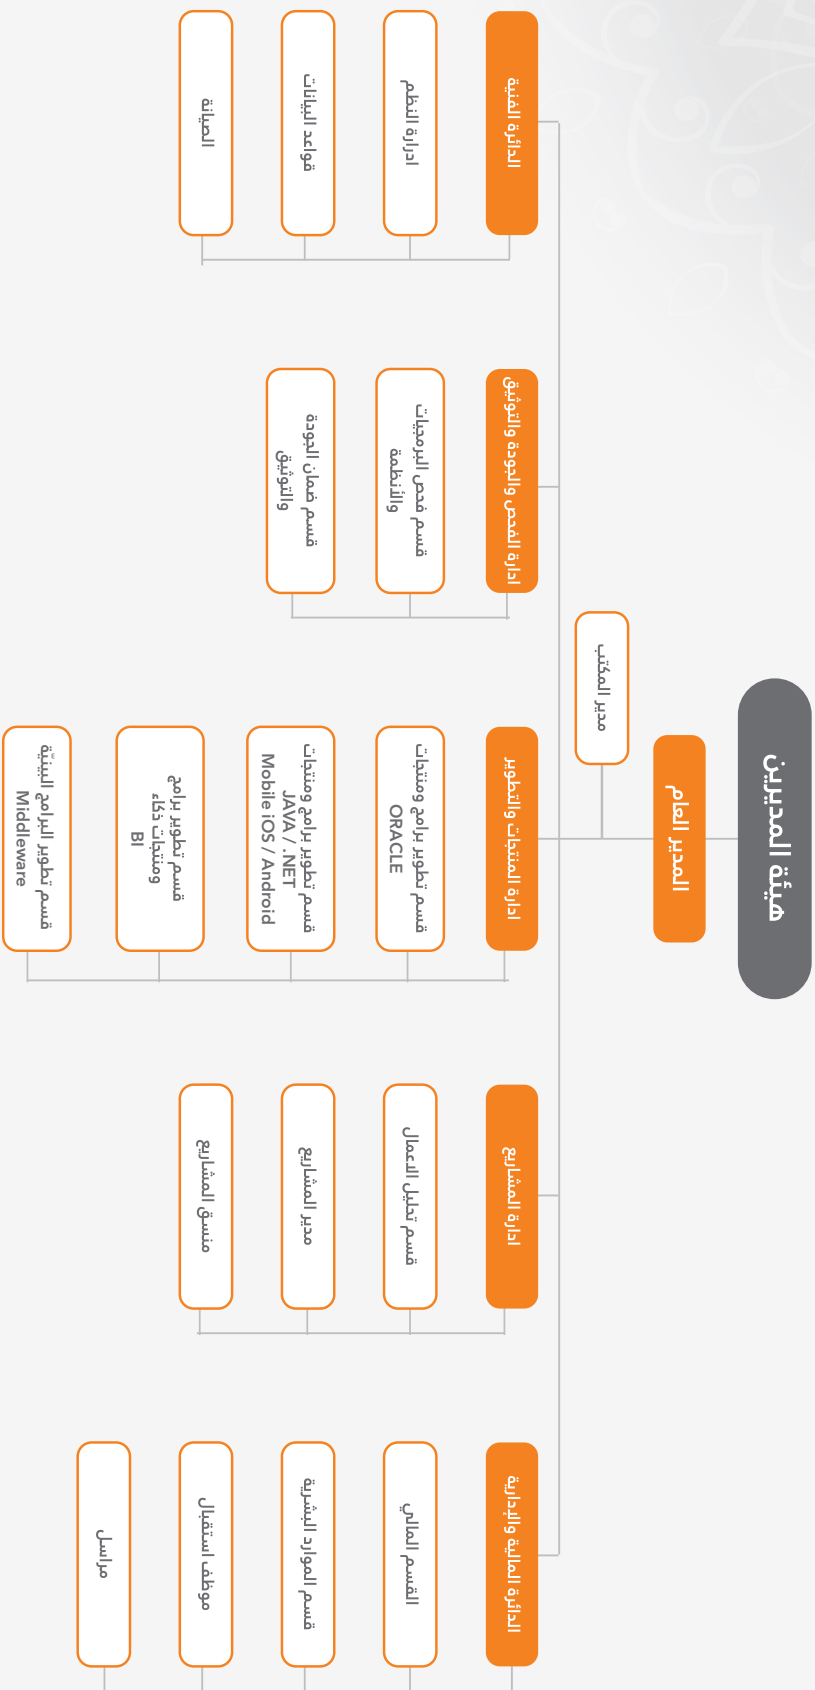 هيئة المديرين
المدير العام
مدير المكتب
الدائرة المالية والإدارية
القسم المالي
قسم الموارد البشرية
موظف استقبال
مراسل
ادارة المشاريع
قسم تحليل الاعمال
مدير المشاريع
منسق المشاريع
ادارة المنتجات والتطوير
قسم تطوير برامج ومنتجات
ORACLE
قسم تطوير برامج ومنتجات
JAVA / .NET
Mobile iOS / Android
قسم تطوير برامج
ومنتجات ذكاء
BI
قسم تطوير البرامج البينيّة
Middleware
ادارة الفحص والجودة والتوثيق
قسم فحص البرمجيات
والأنظمة
قسم ضمان الجودة
والتوثيق
الدائرة الفنية
ادرارة النظم
قواعد البيانات
الصيانة